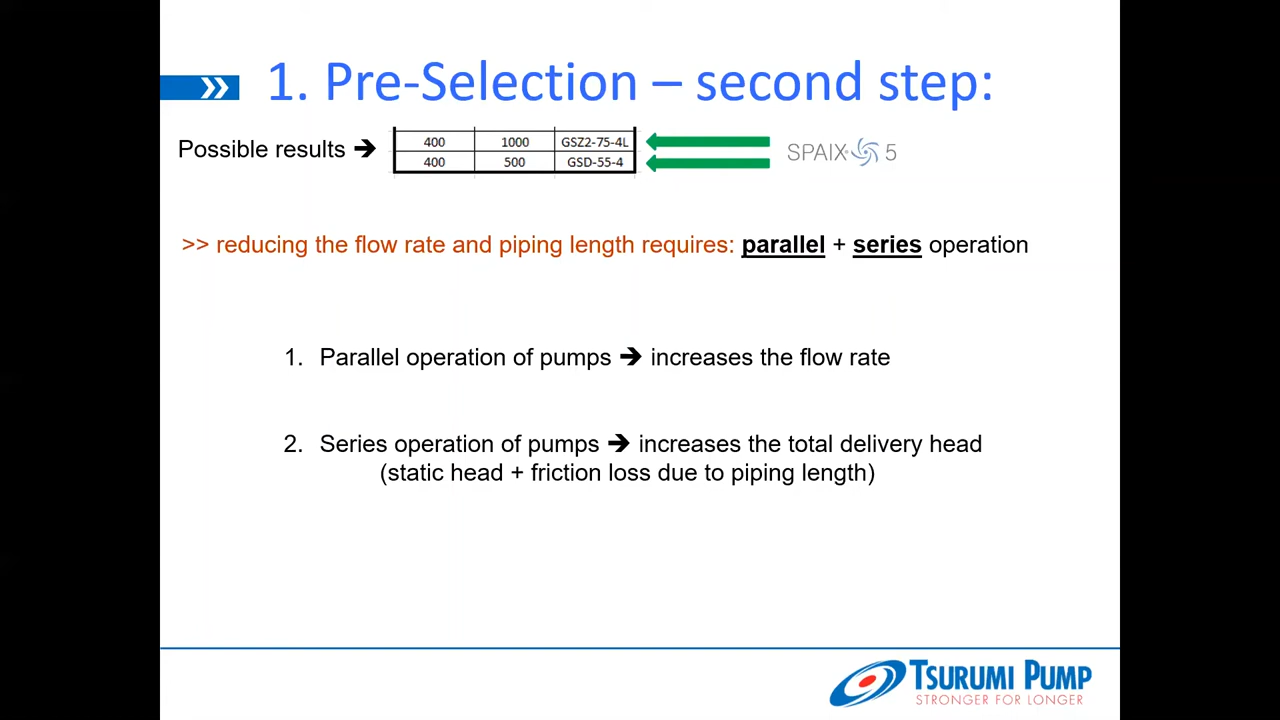 1. Pre-Selection – second step:
Possible results ➔
400 1000 GSZ2-75-4L
400 500 GSD-55-4
SPAIX® 5
>> reducing the flow rate and piping length requires: parallel + series operation
1. Parallel operation of pumps ➔ increases the flow rate
2. Series operation of pumps ➔ increases the total delivery head
(static head + friction loss due to piping length)
TSURUMI PUMP
STRONGER FOR LONGER